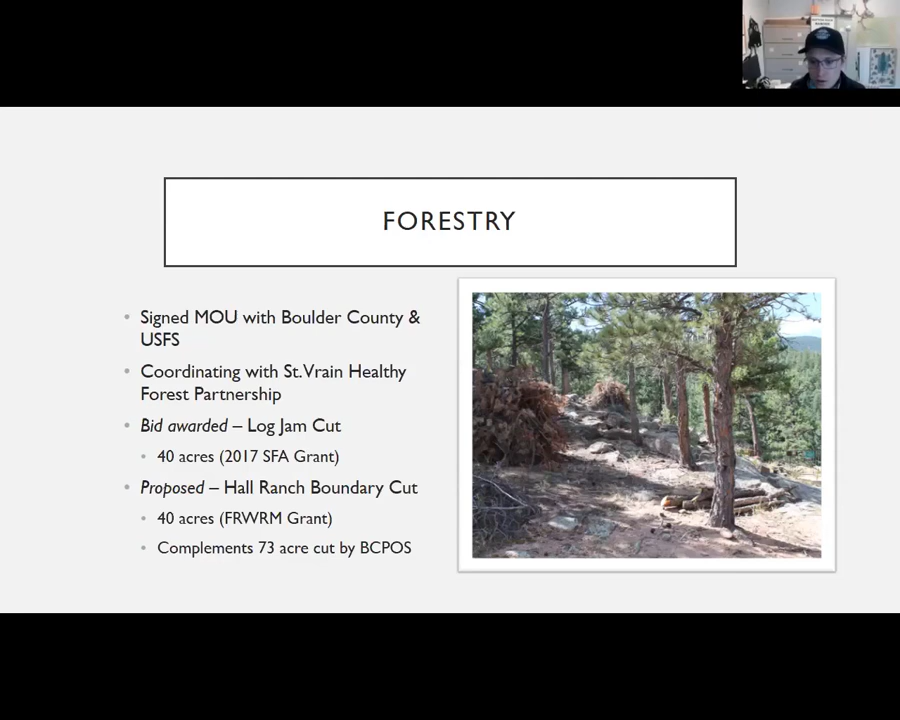 FORESTRY
Signed MOU with Boulder County &
USFS
Coordinating with St. Vrain Healthy
Forest Partnership
Bid awarded – Log Jam Cut
40 acres (2017 SFA Grant)
Proposed – Hall Ranch Boundary Cut
40 acres (FRWRM Grant)
Complements 73 acre cut by BCPOS